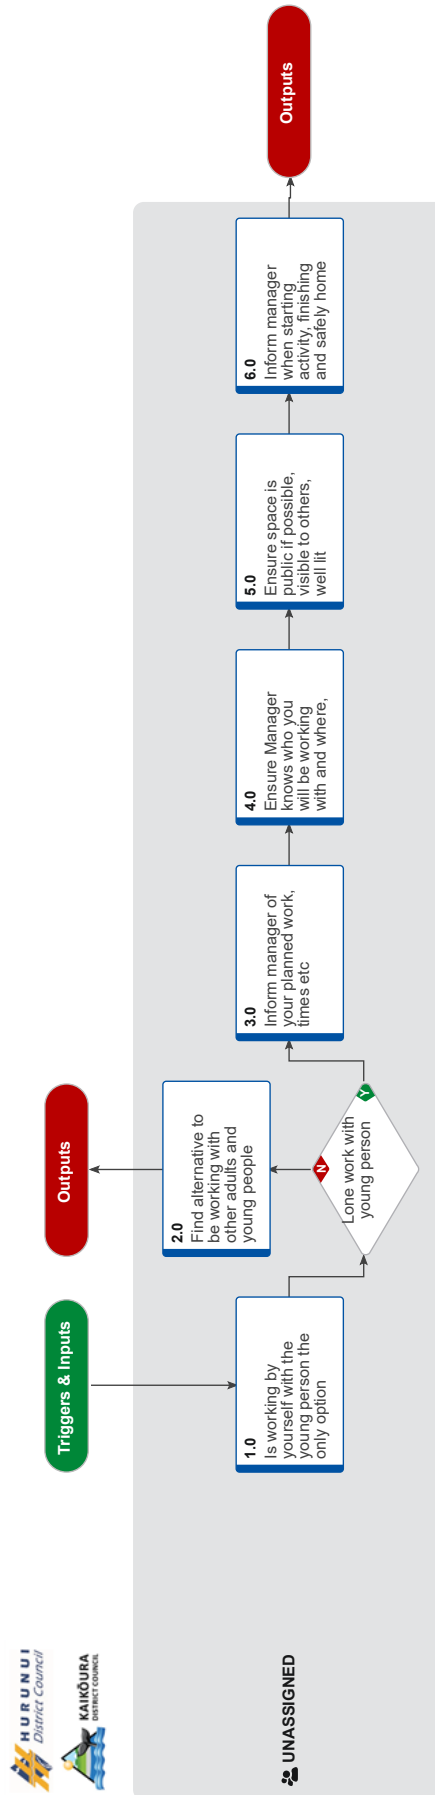 HURUNUI
District Council
KAIKŌURA
DISTRICT COUNCIL
UNASSIGNED
Triggers & Inputs
1.0
Is working by
yourself with the
young person the
only option
Lone work with
young person
N
Y
2.0
Find alternative to
be working with
other adults and
young people
Outputs
3.0
Inform manager of
your planned work,
times etc
4.0
Ensure Manager
knows who you
will be working
with and where,
5.0
Ensure space is
public if possible,
visible to others,
well lit
6.0
Inform manager
when starting
activity, finishing
and safely home
Outputs